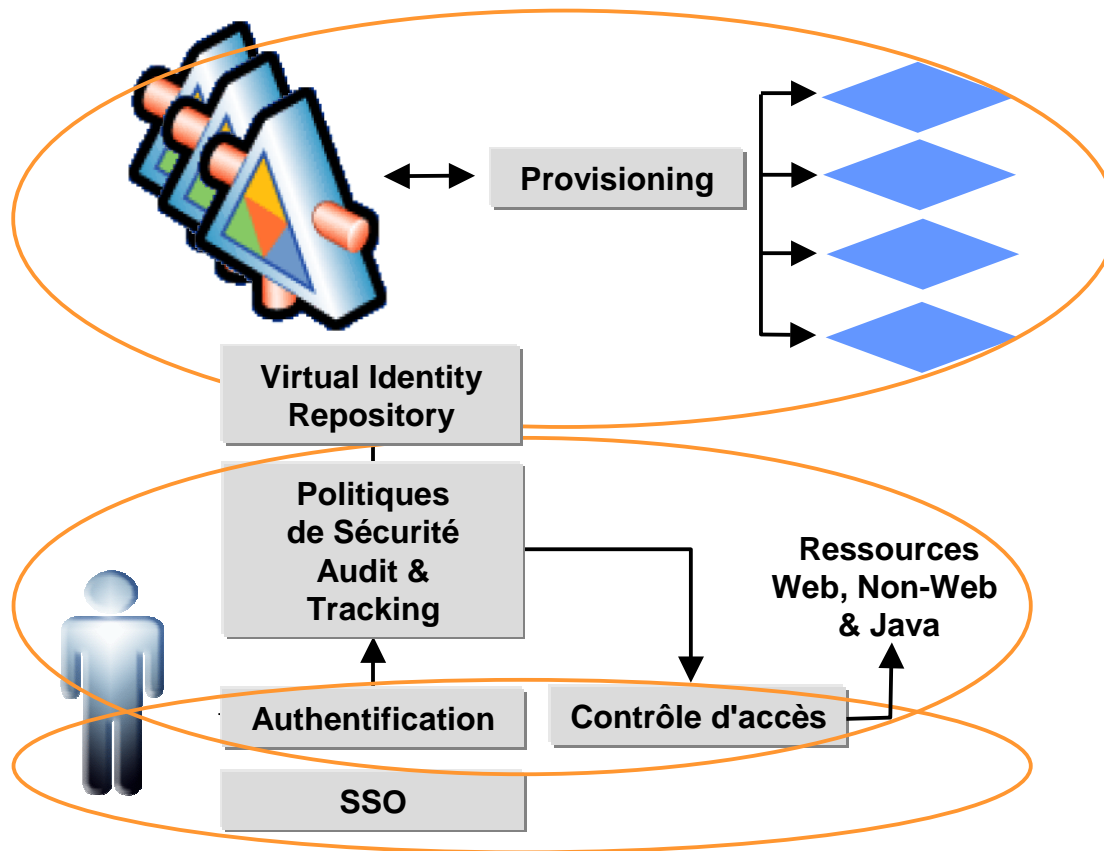 Provisioning
Virtual Identity
Repository
Politiques
de Sécurité
Audit &
Tracking
Ressources
Web, Non-Web
& Java
Authentification
Contrôle d'accès
SSO